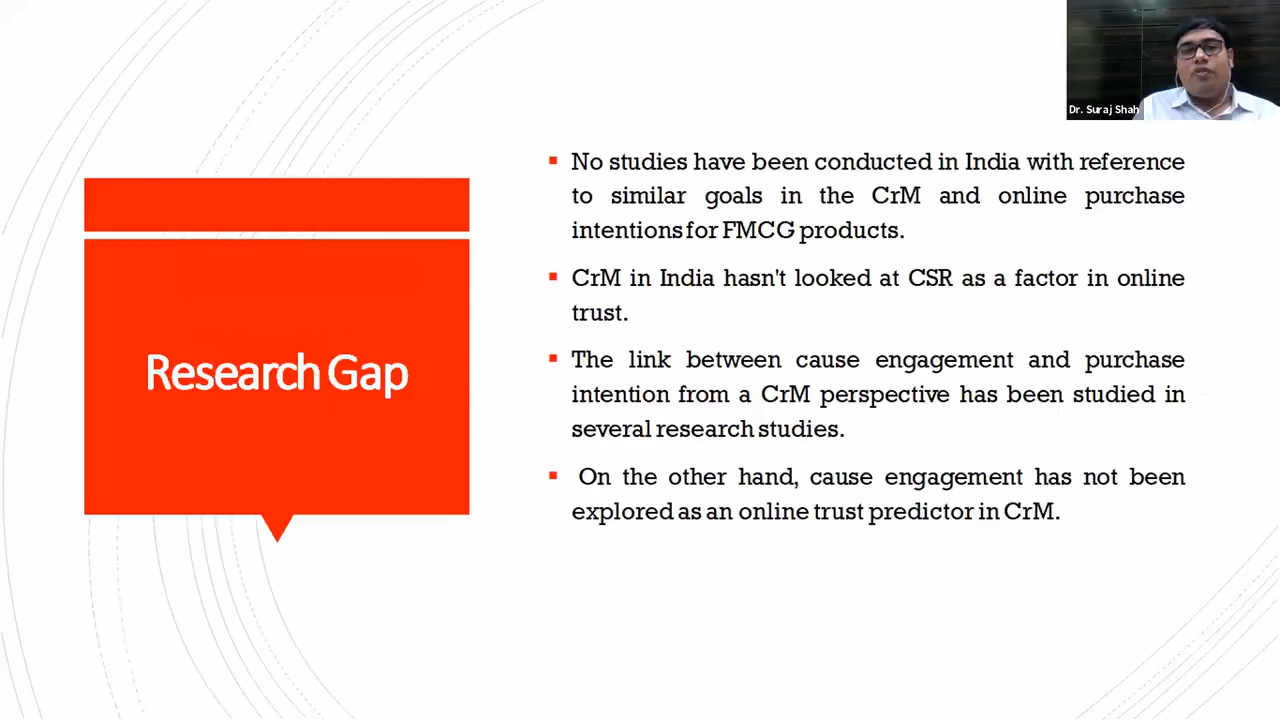 Dr. Suraj Shah
Research Gap
▪ No studies have been conducted in India with reference
to similar goals in the CrM and online purchase
intentions for FMCG products.
▪ CrM in India hasn't looked at CSR as a factor in online
trust.
▪ The link between cause engagement and purchase
intention from a CrM perspective has been studied in
several research studies.
▪ On the other hand, cause engagement has not been
explored as an online trust predictor in CrM.